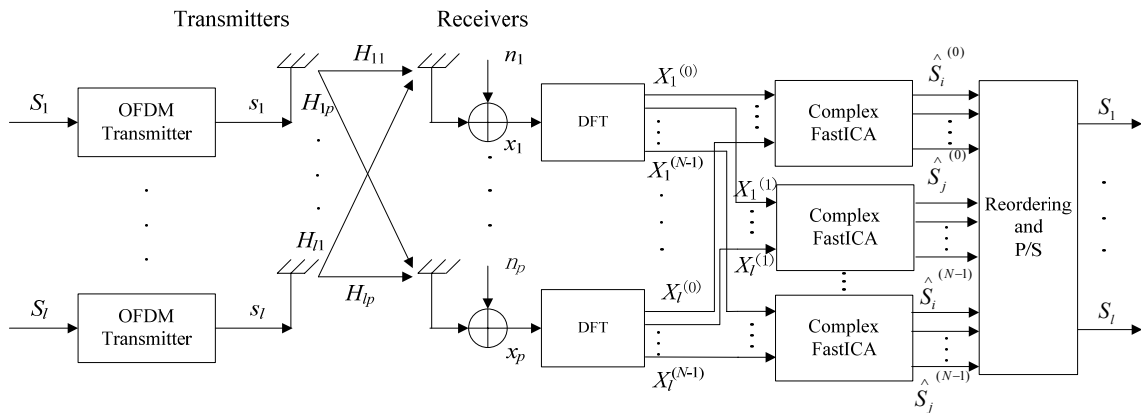 Transmitters
Receivers
S₁
OFDM
Transmitter
s₁
H₁₁
H₁ₚ
Hₗ₁
Hₗₚ
n₁
x₁
DFT
X₁⁽⁰⁾
X₁⁽ᴺ⁻¹⁾
X₁⁽¹⁾
Complex
FastICA
Ŝᵢ⁽⁰⁾
Ŝⱼ⁽⁰⁾
Complex
FastICA
Reordering
and
P/S
S₁
Sₗ
OFDM
Transmitter
sₗ
nₚ
xₚ
DFT
Xₗ⁽⁰⁾
Xₗ⁽¹⁾
Xₗ⁽ᴺ⁻¹⁾
Complex
FastICA
Ŝᵢ⁽ᴺ⁻¹⁾
Ŝⱼ⁽ᴺ⁻¹⁾
Sₗ